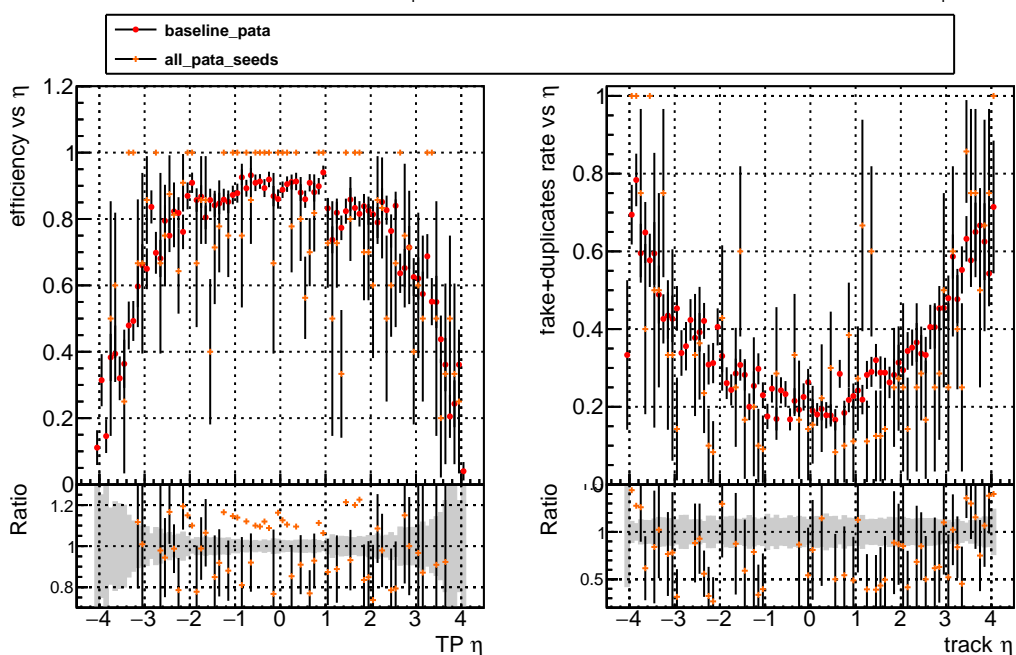 baseline_pata
all_pata_seeds
efficiency vs η
1.2
1
0.8
0.6
0.4
0.2
0
Ratio
1.2
1
0.8
−4 −3 −2 −1 0 1 2 3 4
TP η
fake+duplicates rate vs η
1
0.8
0.6
0.4
0.2
0
Ratio
1
0.5
−4 −3 −2 −1 0 1 2 3 4
track η